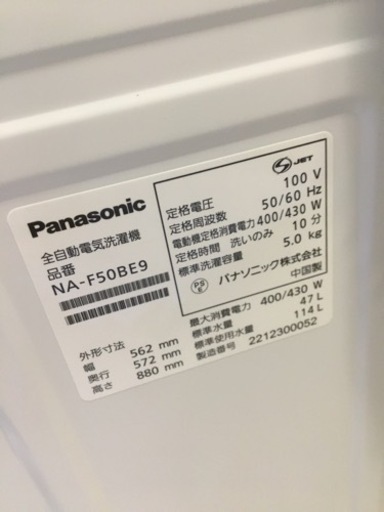 Panasonic
全自動電気洗濯機
品番
NA-F50BE9
外形寸法
幅 562 mm
奥行 572 mm
高さ 880 mm
JET
定格電圧 100 V
定格周波数 50/60 Hz
電動機定格消費電力 400/430 W
定格時間 洗いのみ 10 分
標準洗濯容量 5.0 kg
PS E
パナソニック株式会社
中国製
最大消費電力 400/430 W
標準水量 47 L
標準使用水量 114 L
製造番号 2212300052